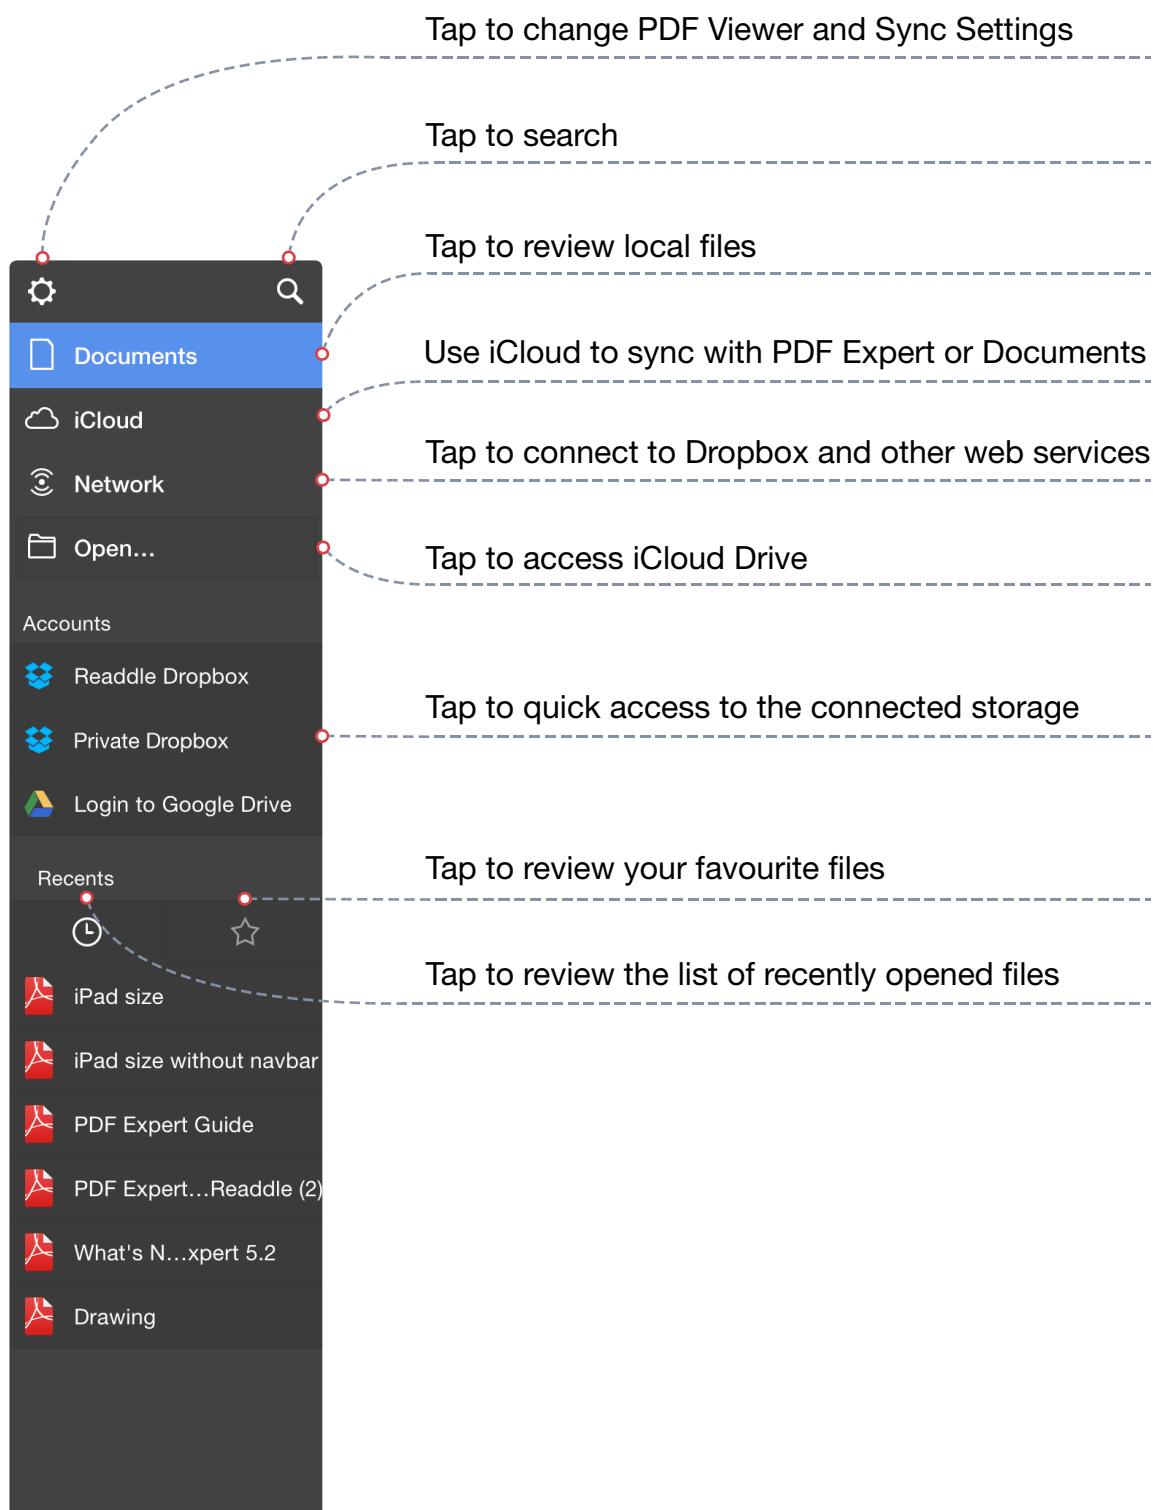 Tap to change PDF Viewer and Sync Settings
Tap to search
Tap to review local files
Documents
Use iCloud to sync with PDF Expert or Documents
iCloud
Tap to connect to Dropbox and other web services
Network
Open...
Tap to access iCloud Drive
Accounts
Readdle Dropbox
Tap to quick access to the connected storage
Private Dropbox
Login to Google Drive
Tap to review your favourite files
Recents
Tap to review the list of recently opened files
iPad size
iPad size without navbar
PDF Expert Guide
PDF Expert...Readdle (2)
What's N...xpert 5.2
Drawing